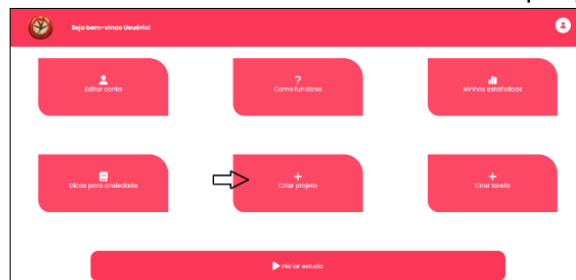 Seja bem-vindo Usuário!
Editar conta
Como funciona
Minhas estatísticas
Dicas para ansiedade
Criar projeto
Criar tarefa
Iniciar estudo